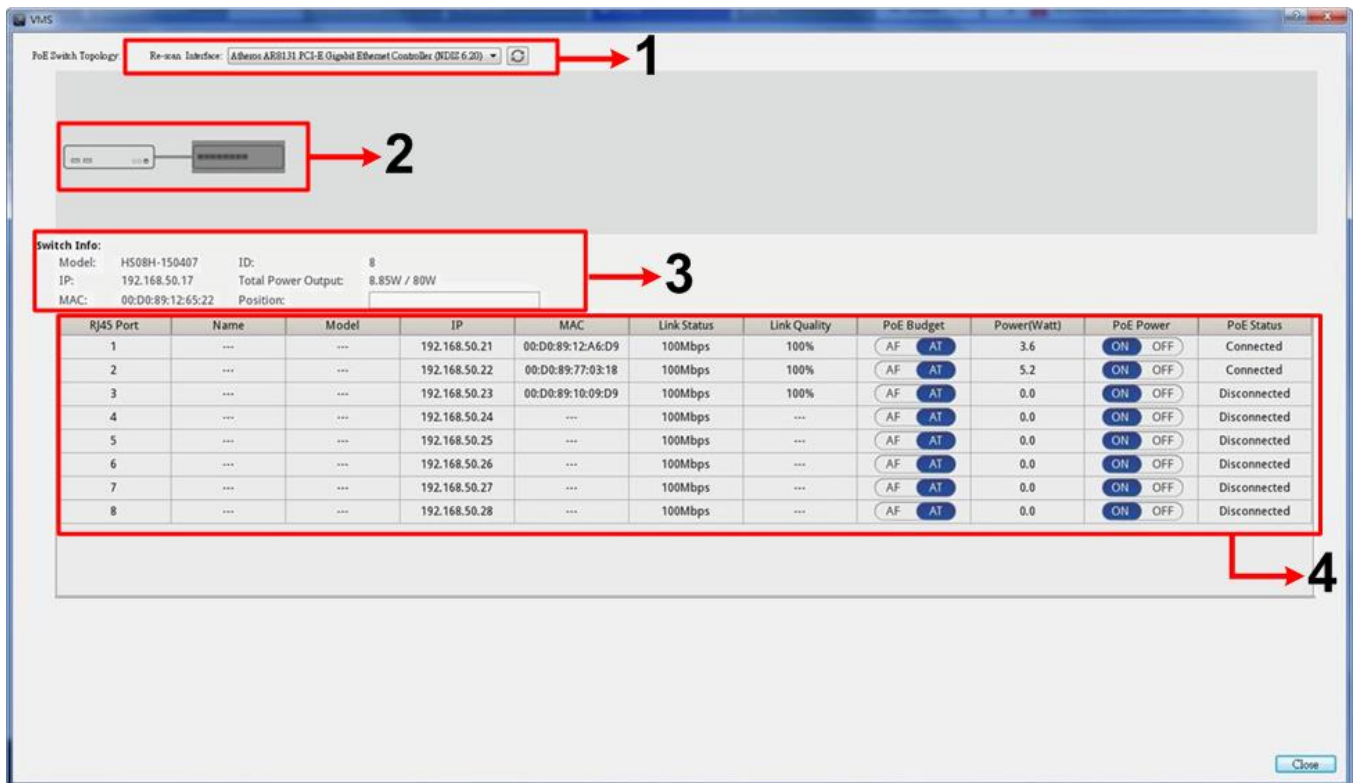 VMS
PoE Switch Topology: Re-scan Interface: Atheros AR8131 PCI-E Gigabit Ethernet Controller (NDIS 6.20) 1
2
Switch Info:
Model: HS08H-150407 ID: 8
IP: 192.168.50.17 Total Power Output: 8.85W / 80W 3
MAC: 00:D0:89:12:65:22 Position:
RJ45 Port Name Model IP MAC Link Status Link Quality PoE Budget Power(Watt) PoE Power PoE Status
1 --- --- 192.168.50.21 00:D0:89:12:A6:D9 100Mbps 100% AF AT 3.6 ON OFF Connected
2 --- --- 192.168.50.22 00:D0:89:77:03:18 100Mbps 100% AF AT 5.2 ON OFF Connected
3 --- --- 192.168.50.23 00:D0:89:10:09:D9 100Mbps 100% AF AT 0.0 ON OFF Disconnected
4 --- --- 192.168.50.24 --- 100Mbps --- AF AT 0.0 ON OFF Disconnected
5 --- --- 192.168.50.25 --- 100Mbps --- AF AT 0.0 ON OFF Disconnected
6 --- --- 192.168.50.26 --- 100Mbps --- AF AT 0.0 ON OFF Disconnected
7 --- --- 192.168.50.27 --- 100Mbps --- AF AT 0.0 ON OFF Disconnected
8 --- --- 192.168.50.28 --- 100Mbps --- AF AT 0.0 ON OFF Disconnected
4
Close